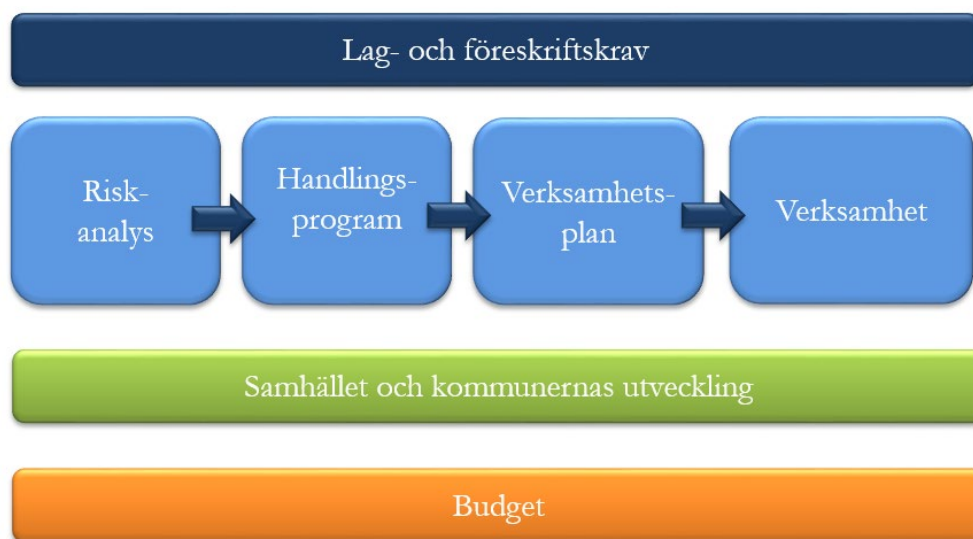 Lag- och föreskriftskrav
Risk-
analys
Handlings-
program
Verksamhets-
plan
Verksamhet
Samhället och kommunernas utveckling
Budget